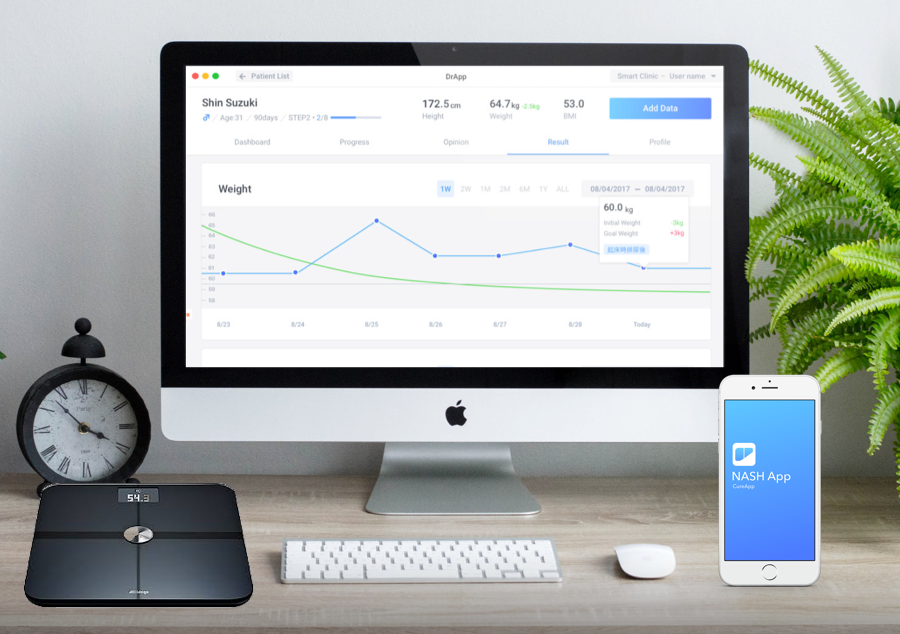 Patient List
DrApp
Smart Clinic – User name
Shin Suzuki
Age:31 / 90days / STEP2 • 2/8
172.5cm
Height
64.7kg -2.5kg
Weight
53.0
BMI
Add Data
Dashboard
Progress
Opinion
Result
Profile
Weight
1W
2W
1M
2M
6M
1Y
ALL
08/04/2017 – 08/04/2017
60.0 kg
Initial Weight -3kg
Goal Weight +3kg
66
65
64
63
62
61
60
59
58
8/23
8/24
8/25
8/26
8/27
8/28
Today
54.3
NASH App
CureApp